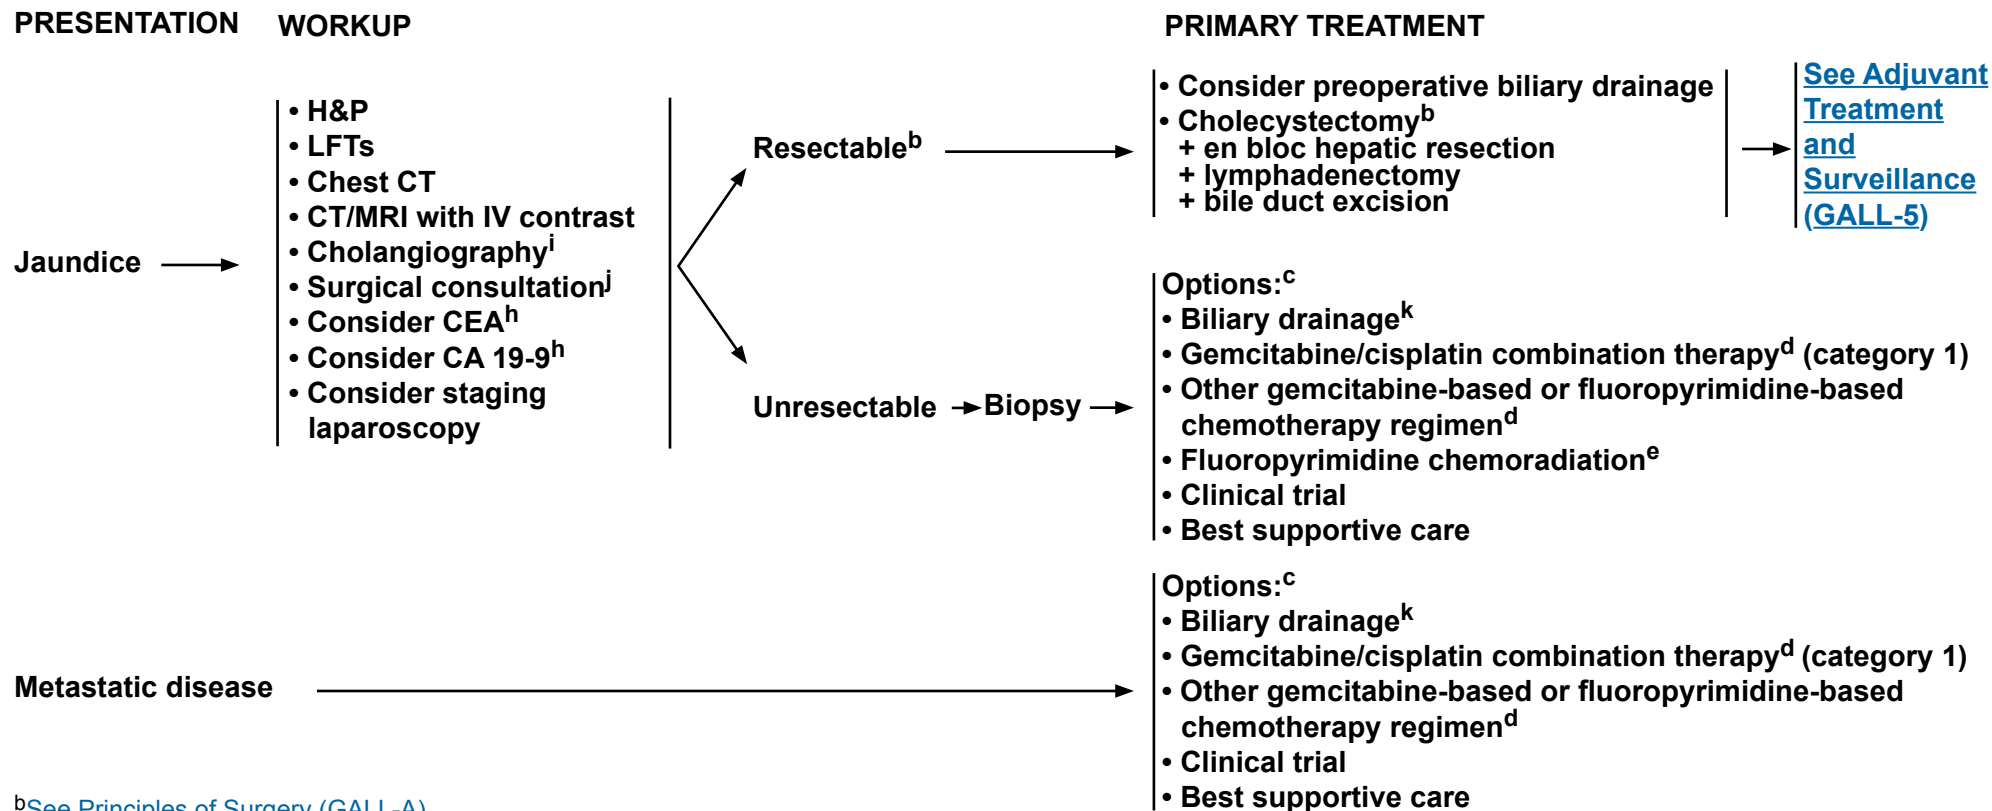 PRESENTATION WORKUP PRIMARY TREATMENT
Jaundice
• H&P
• LFTs
• Chest CT
• CT/MRI with IV contrast
• Cholangiographyⁱ
• Surgical consultationʲ
• Consider CEAʰ
• Consider CA 19-9ʰ
• Consider staging
laparoscopy
Resectableᵇ
• Consider preoperative biliary drainage
• Cholecystectomyᵇ
+ en bloc hepatic resection
+ lymphadenectomy
+ bile duct excision
See Adjuvant
Treatment
and
Surveillance
(GALL-5)
Unresectable
Biopsy
Options:ᶜ
• Biliary drainageᵏ
• Gemcitabine/cisplatin combination therapyᵈ (category 1)
• Other gemcitabine-based or fluoropyrimidine-based
chemotherapy regimenᵈ
• Fluoropyrimidine chemoradiationᵉ
• Clinical trial
• Best supportive care
Metastatic disease
Options:ᶜ
• Biliary drainageᵏ
• Gemcitabine/cisplatin combination therapyᵈ (category 1)
• Other gemcitabine-based or fluoropyrimidine-based
chemotherapy regimenᵈ
• Clinical trial
• Best supportive care
ᵇSee Principles of Surgery (GALL-A)